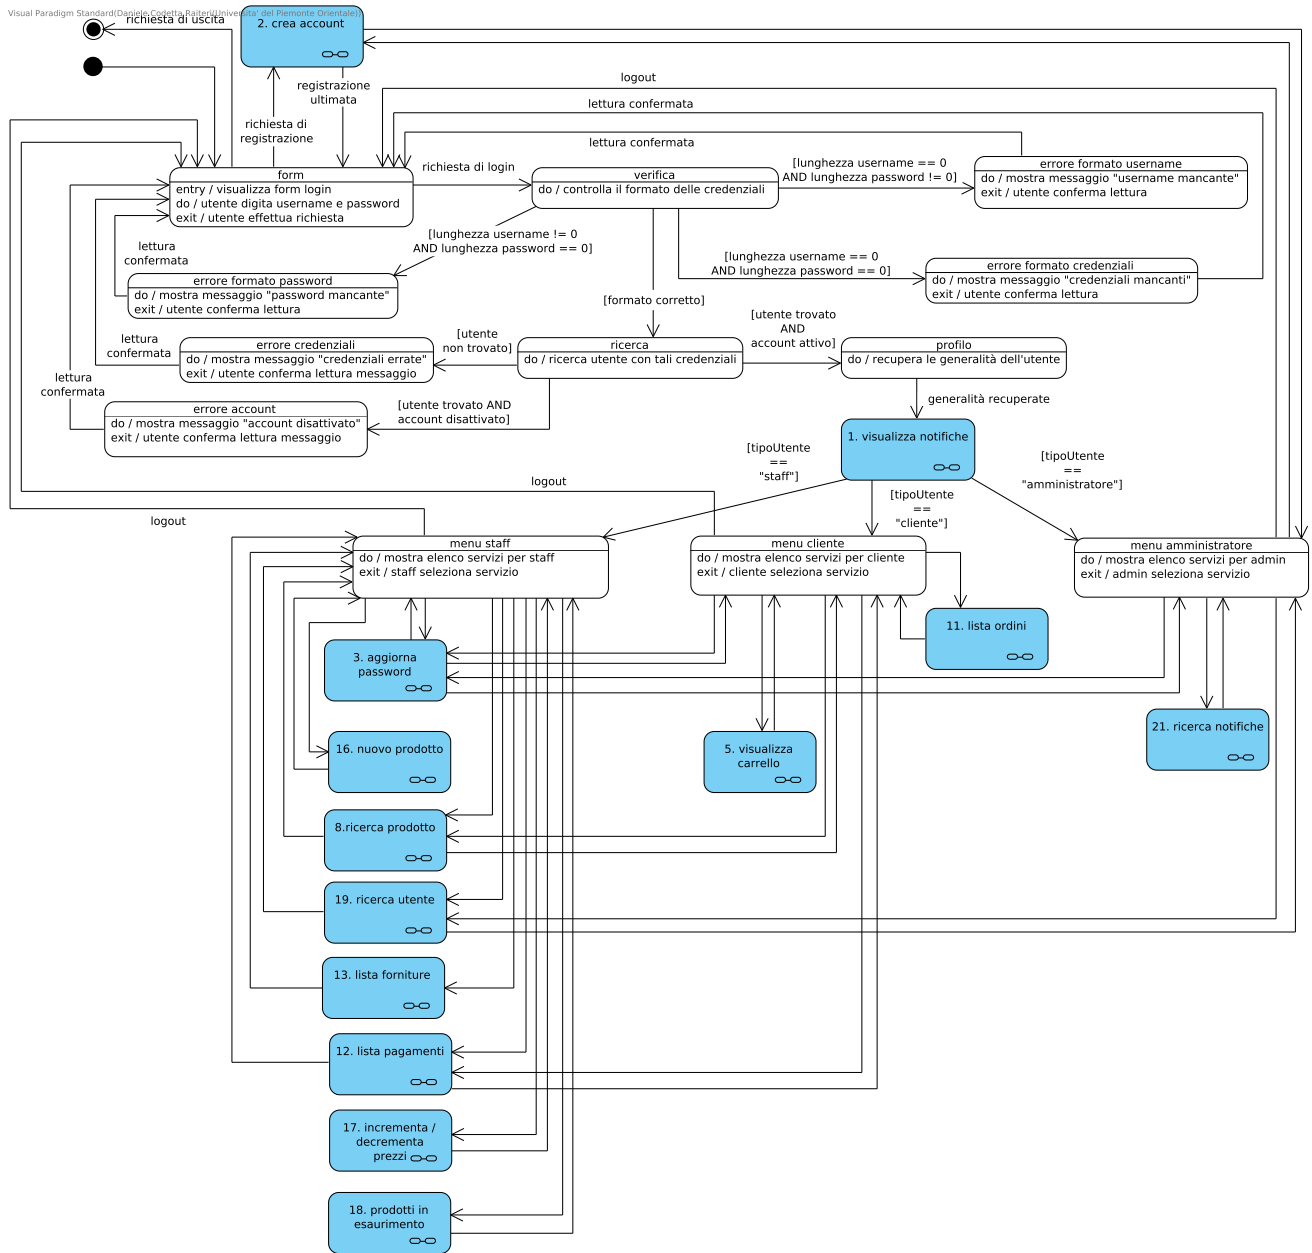 Visual Paradigm Standard(Daniele Codetta Raiteri(Universita' del Piemonte Orientale))
richiesta di uscita
2. crea account
registrazione
ultimata
richiesta di
registrazione
logout
lettura confermata
lettura confermata
richiesta di login
form
entry / visualizza form login
do / utente digita username e password
exit / utente effettua richiesta
verifica
do / controlla il formato delle credenziali
[lunghezza username == 0
AND lunghezza password != 0]
errore formato username
do / mostra messaggio "username mancante"
exit / utente conferma lettura
[lunghezza username != 0
AND lunghezza password == 0]
lettura
confermata
errore formato password
do / mostra messaggio "password mancante"
exit / utente conferma lettura
[lunghezza username == 0
AND lunghezza password == 0]
errore formato credenziali
do / mostra messaggio "credenziali mancanti"
exit / utente conferma lettura
[formato corretto]
lettura
confermata
errore credenziali
do / mostra messaggio "credenziali errate"
exit / utente conferma lettura messaggio
[utente
non trovato]
ricerca
do / ricerca utente con tali credenziali
[utente trovato
AND
account attivo]
profilo
do / recupera le generalità dell'utente
lettura
confermata
errore account
do / mostra messaggio "account disattivato"
exit / utente conferma lettura messaggio
[utente trovato AND
account disattivato]
generalità recuperate
1. visualizza notifiche
[tipoUtente
==
"staff"]
[tipoUtente
==
"cliente"]
[tipoUtente
==
"amministratore"]
logout
logout
menu staff
do / mostra elenco servizi per staff
exit / staff seleziona servizio
menu cliente
do / mostra elenco servizi per cliente
exit / cliente seleziona servizio
menu amministratore
do / mostra elenco servizi per admin
exit / admin seleziona servizio
11. lista ordini
3. aggiorna
password
16. nuovo prodotto
5. visualizza
carrello
21. ricerca notifiche
8.ricerca prodotto
19. ricerca utente
13. lista forniture
12. lista pagamenti
17. incrementa /
decrementa
prezzi
18. prodotti in
esaurimento